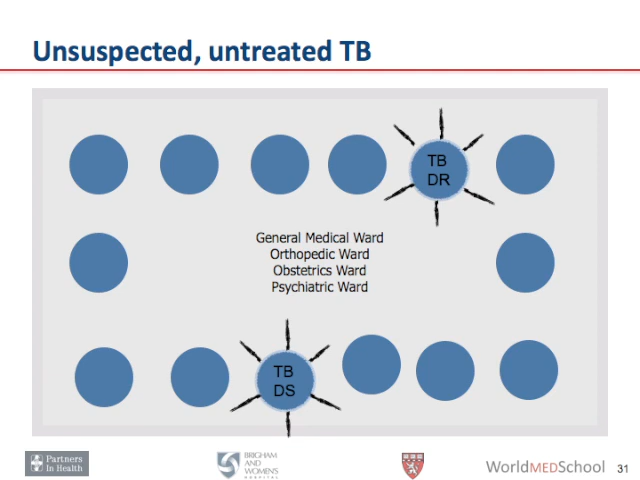 Unsuspected, untreated TB
TB
DR
General Medical Ward
Orthopedic Ward
Obstetrics Ward
Psychiatric Ward
TB
DS
Partners
In Health
BRIGHAM
AND
WOMEN'S
HOSPITAL
WorldMEDSchool
31